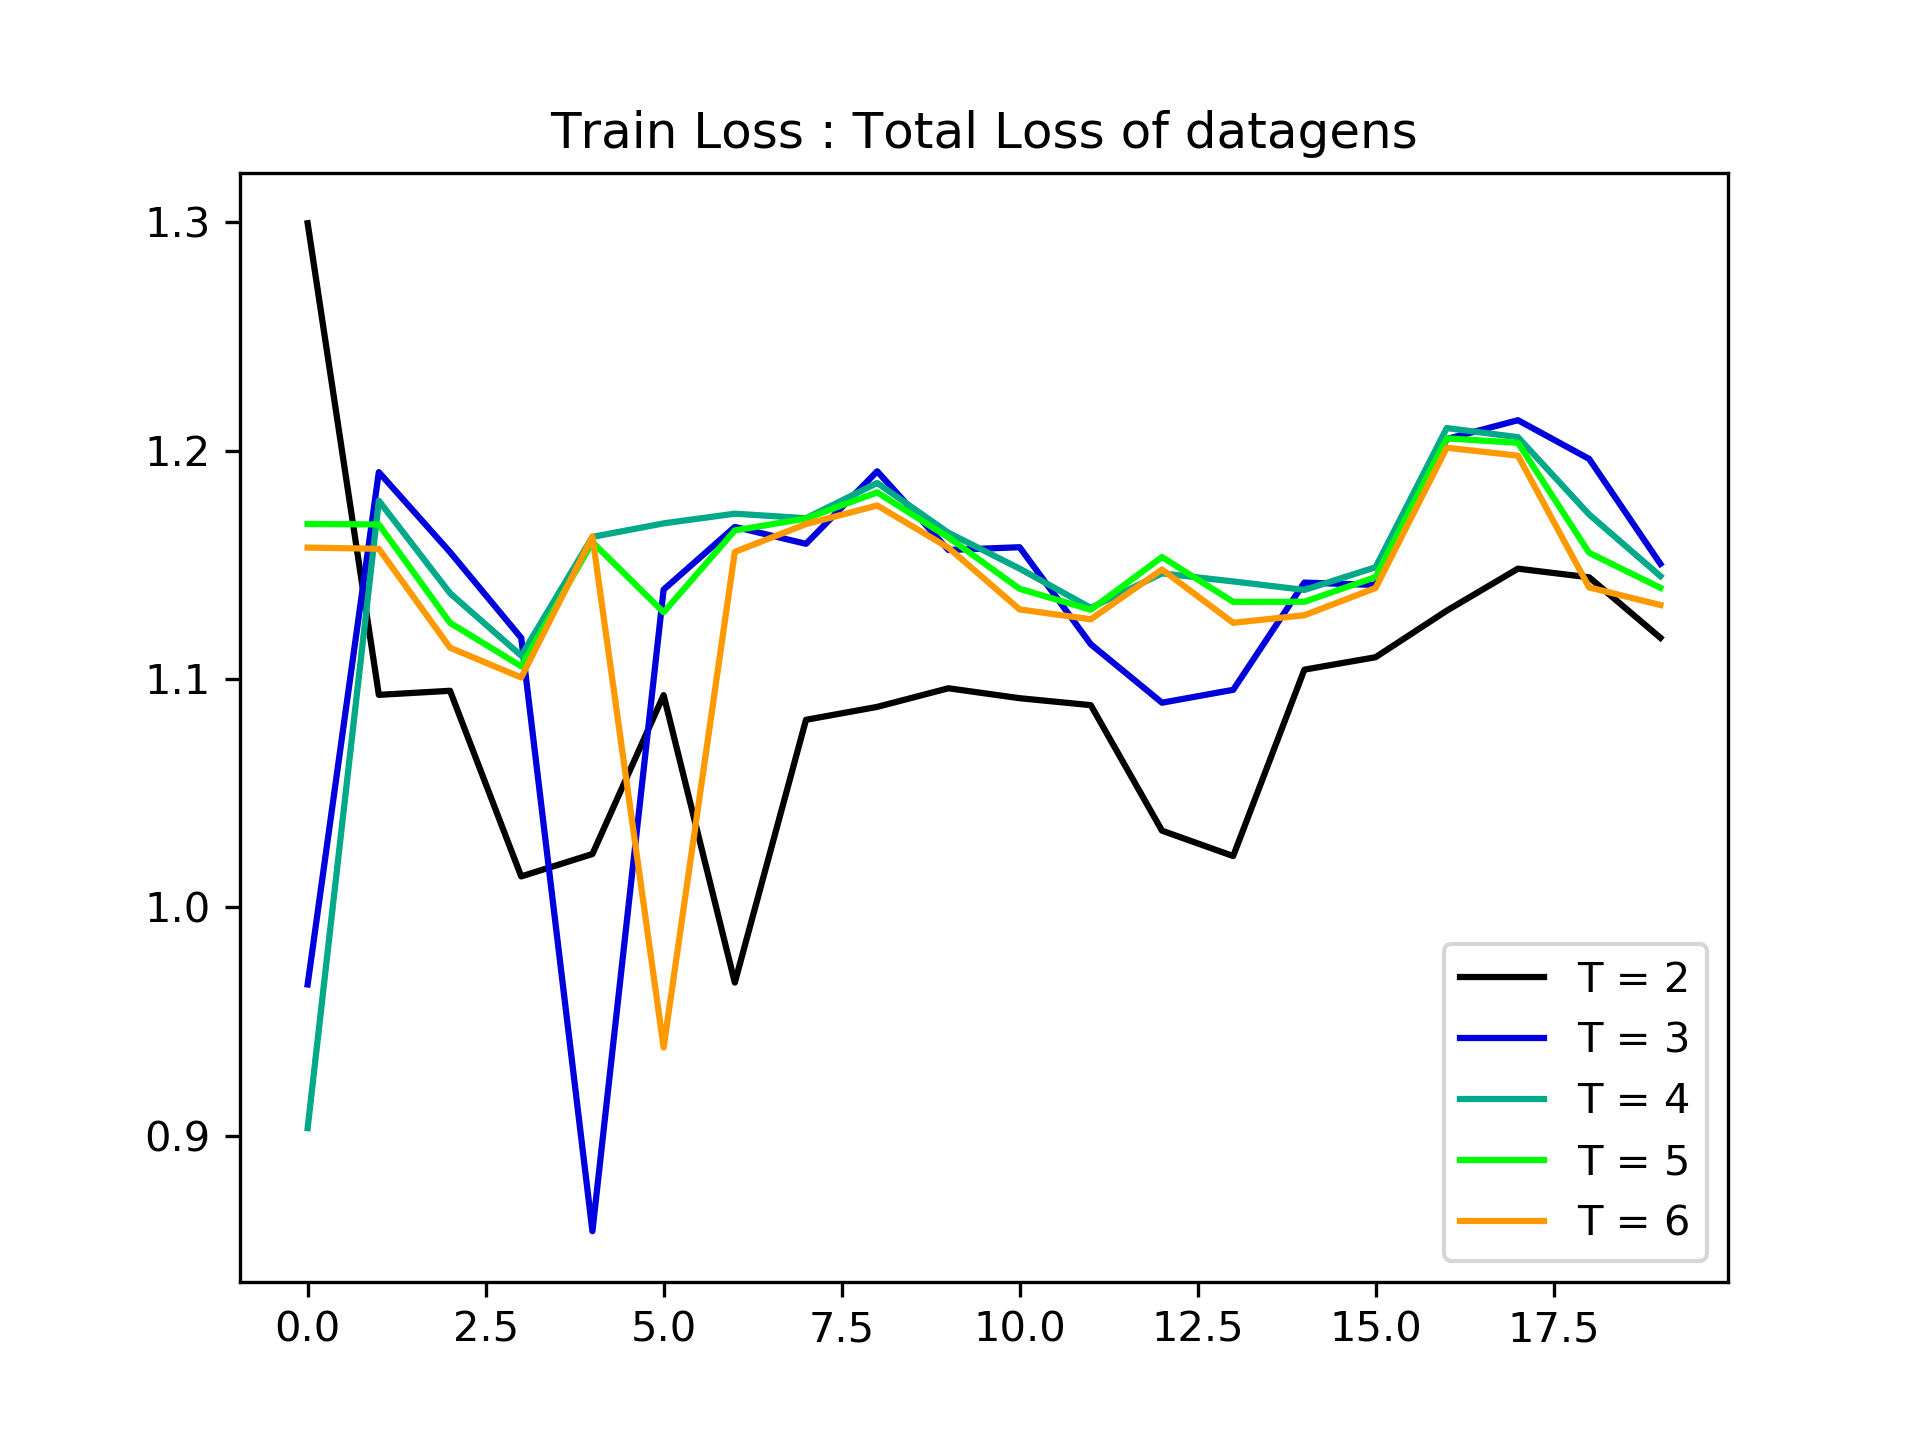 Train Loss : Total Loss of datagens
1.3
1.2
1.1
1.0
0.9
0.0 2.5 5.0 7.5 10.0 12.5 15.0 17.5
T = 2
T = 3
T = 4
T = 5
T = 6